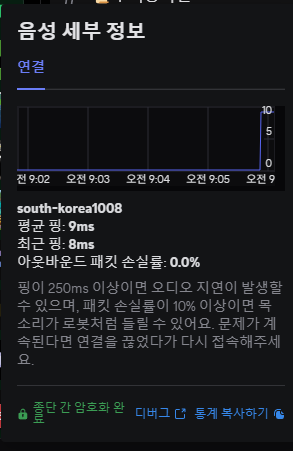 음성 세부 정보
연결
10
5
0
전 9:02 오전 9:03 오전 9:04 오전 9:05 오전 9
south-korea1008
평균 핑: 9ms
최근 핑: 8ms
아웃바운드 패킷 손실률: 0.0%
핑이 250ms 이상이면 오디오 지연이 발생할
수 있으며, 패킷 손실률이 10% 이상이면 목
소리가 로봇처럼 들릴 수 있어요. 문제가 계
속된다면 연결을 끊었다가 다시 접속해주세
요.
종단 간 암호화 완
료
디버그 통계 복사하기